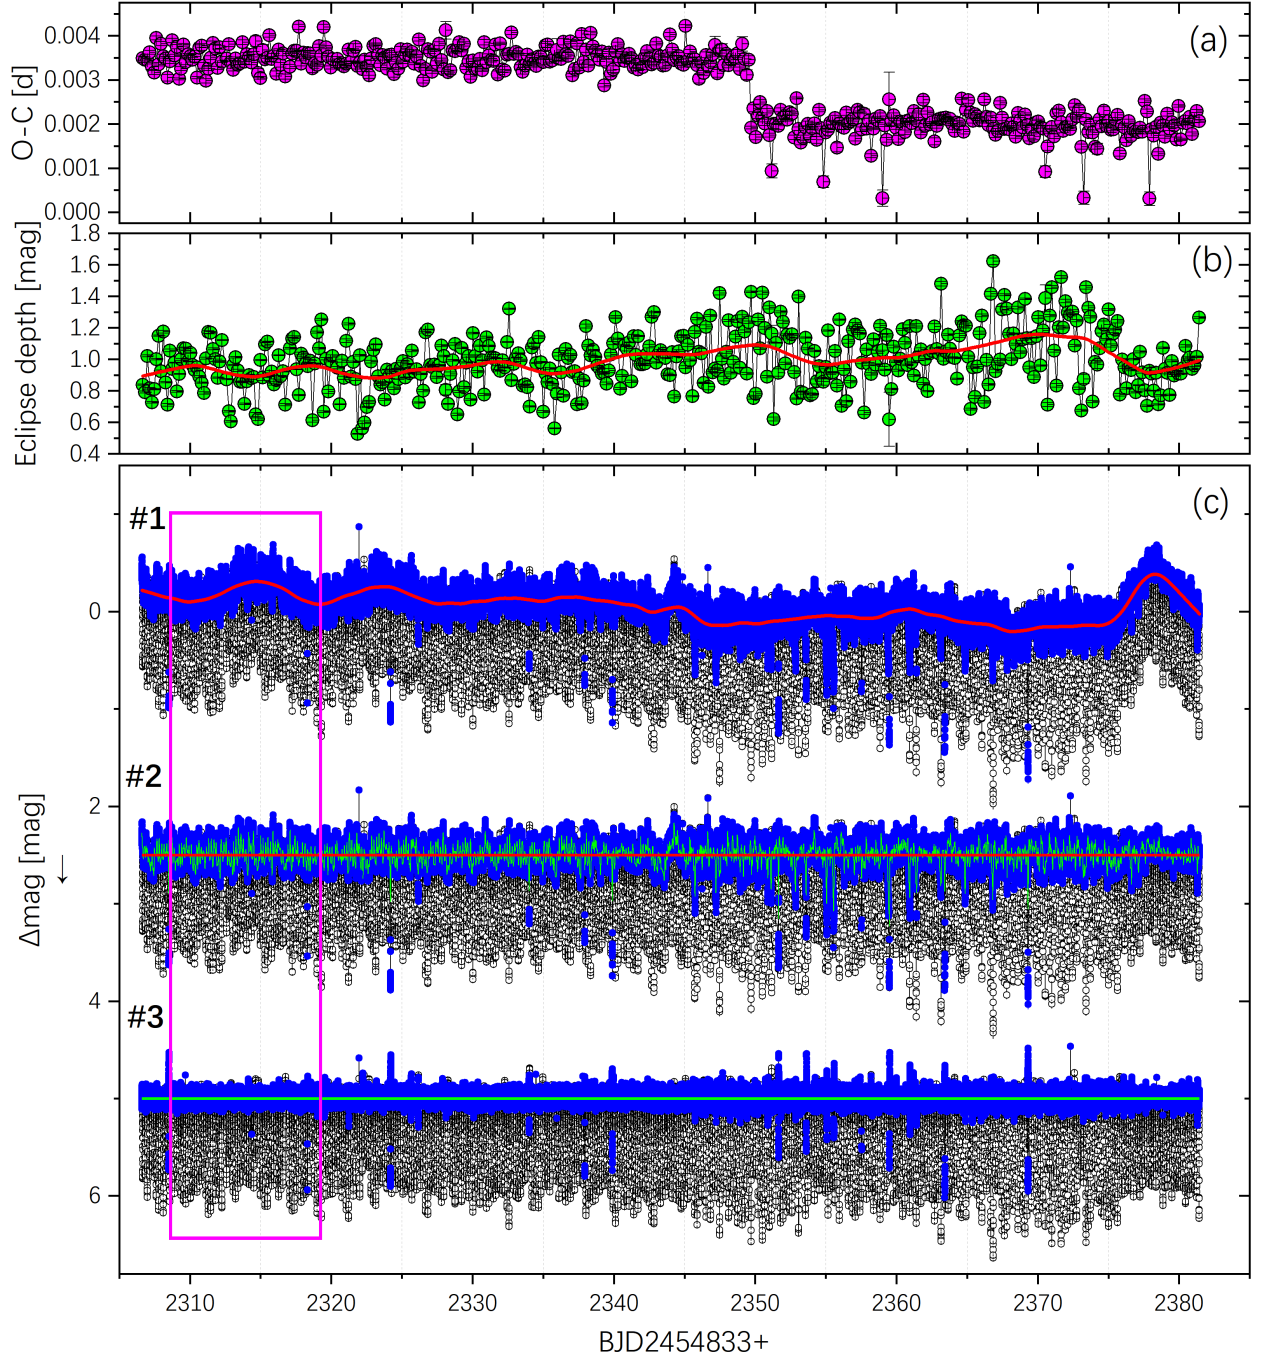 (a)
0.004
0.003
0.002
0.001
0.000
O-C [d]
(b)
1.8
1.6
1.4
1.2
1.0
0.8
0.6
0.4
Eclipse depth [mag]
(c)
#1
0
#2
2
Δmag [mag]
←
4
#3
6
2310 2320 2330 2340 2350 2360 2370 2380
BJD2454833+